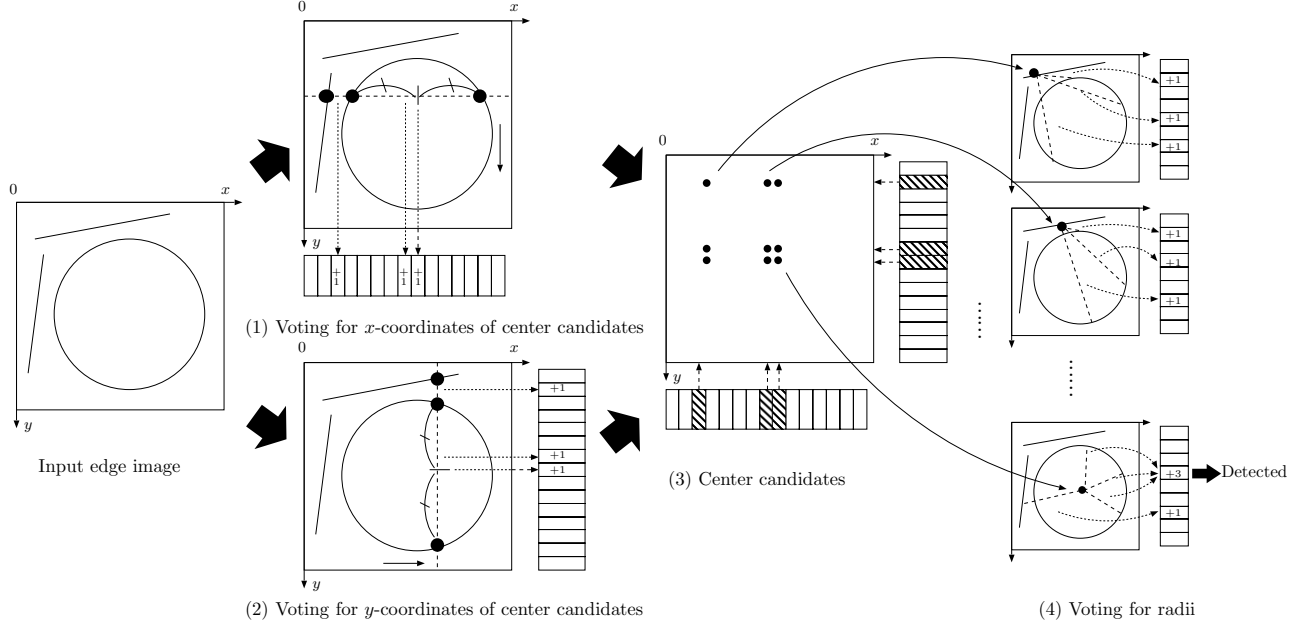 0
x
y
Input edge image
0
x
y
+1
+1
+1
(1) Voting for x-coordinates of center candidates
0
x
y
+1
+1
+1
(2) Voting for y-coordinates of center candidates
0
x
y
(3) Center candidates
+1
+1
+1
+1
+1
+1
+3
Detected
+1
(4) Voting for radii